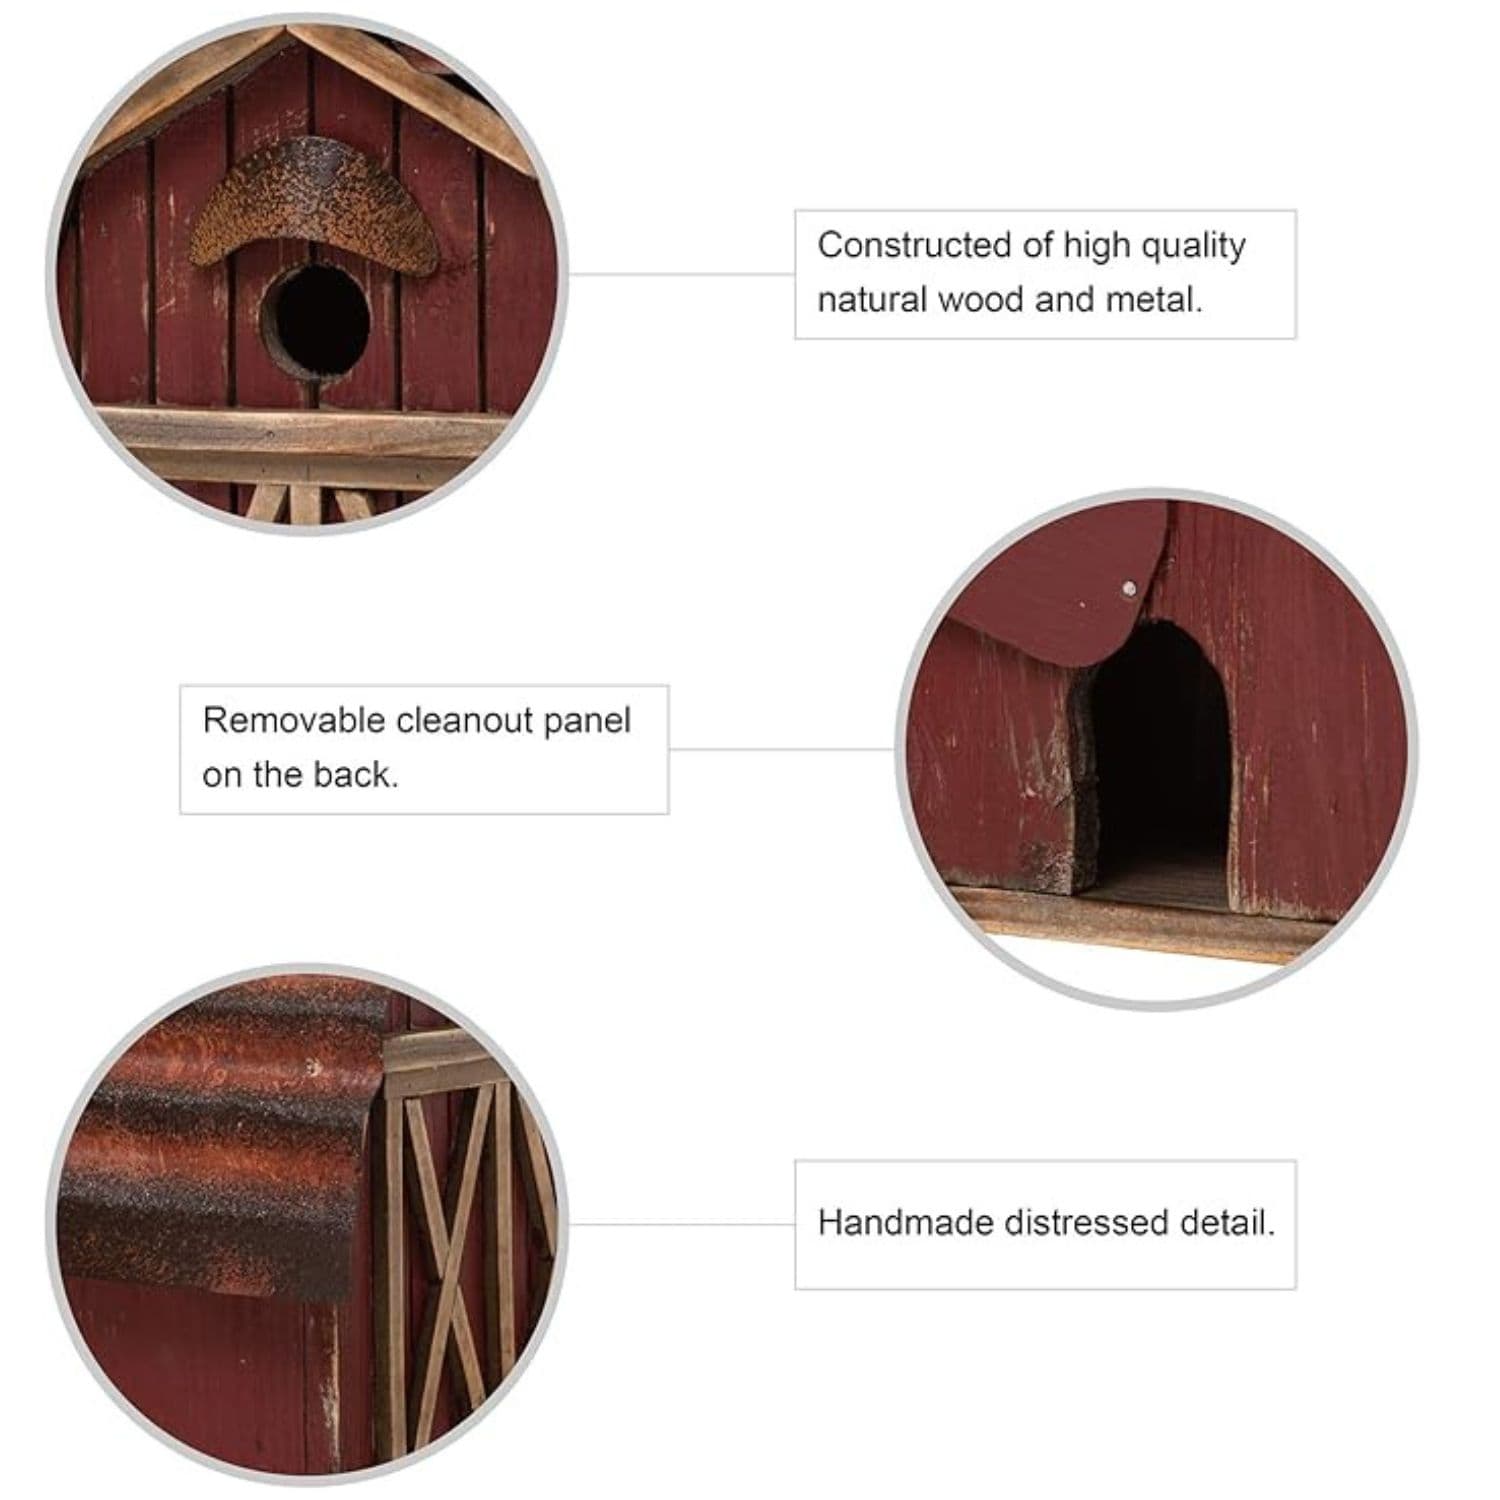 Constructed of high quality
natural wood and metal.
Removable cleanout panel
on the back.
Handmade distressed detail.